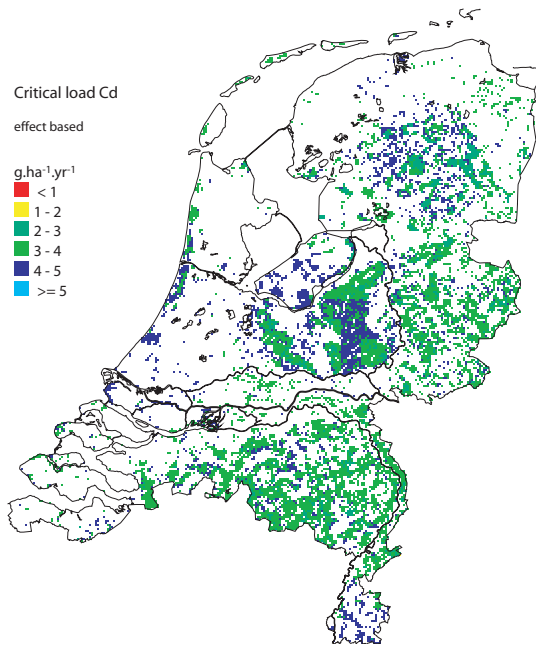 Critical load Cd
effect based
g.ha⁻¹.yr⁻¹
< 1
1 - 2
2 - 3
3 - 4
4 - 5
>= 5